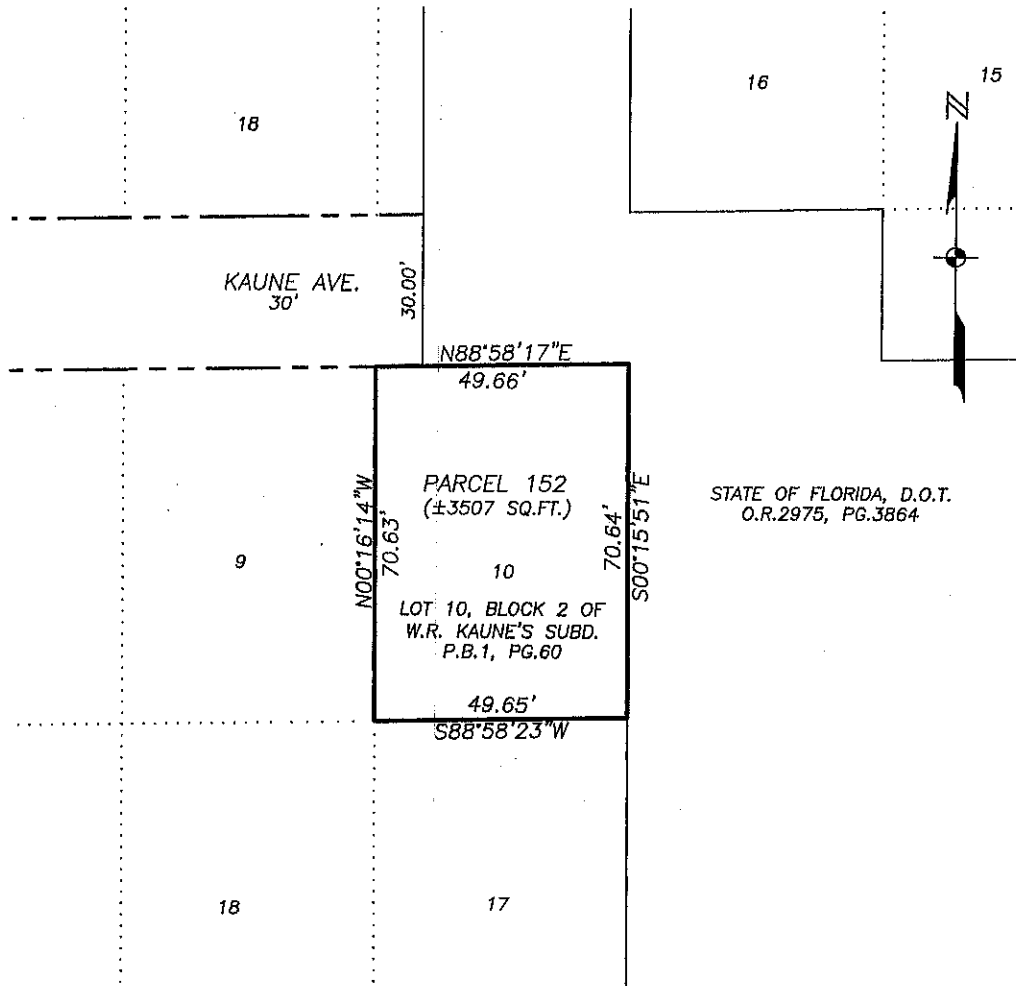 15
16
18
N
KAUNE AVE.
30'
30.00'
N88°58'17"E
49.66'
PARCEL 152
(±3507 SQ.FT.)
N00°16'14"W
70.63'
70.64'
S00°15'51"E
STATE OF FLORIDA, D.O.T.
O.R.2975, PG.3864
9
10
LOT 10, BLOCK 2 OF
W.R. KAUNE'S SUBD.
P.B.1, PG.60
49.65'
S88°58'23"W
18
17